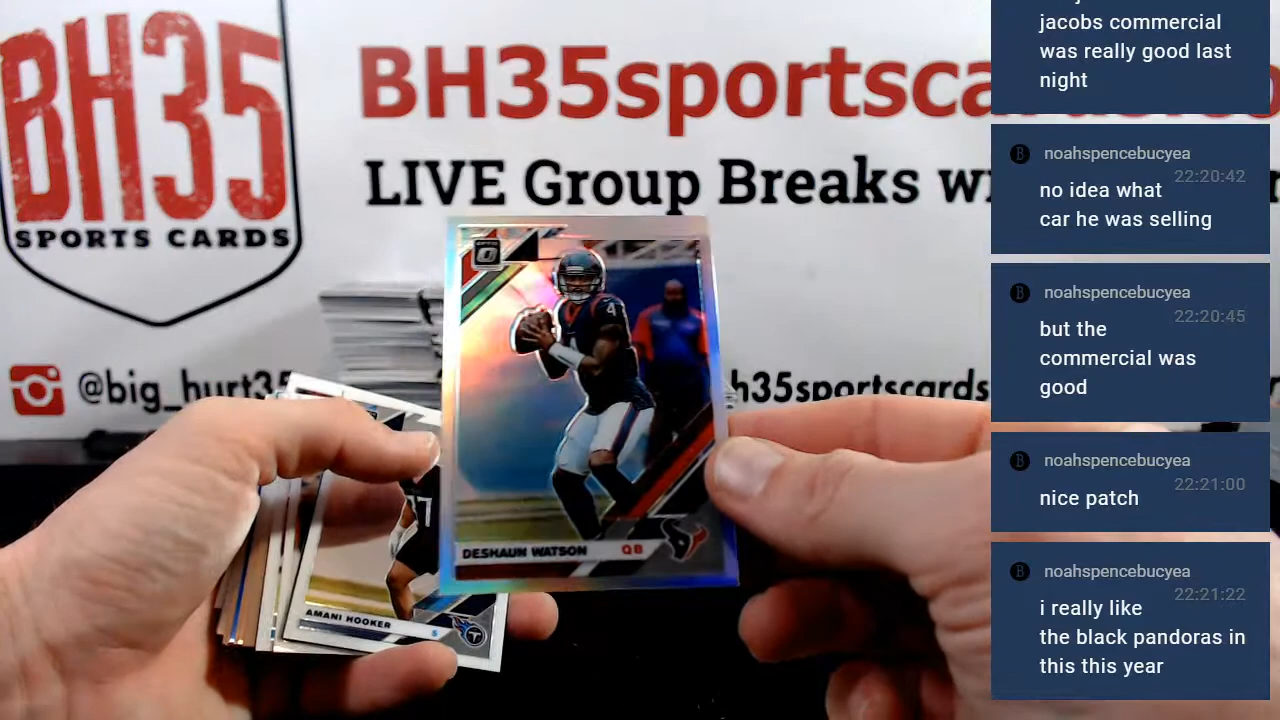 BH35
SPORTS CARDS
BH35sportsca
LIVE Group Breaks
@big_hurt35
h35sportscards
OPTIC
4
DESHAUN WATSON QB
AMANI HOOKER S
jacobs commercial
was really good last
night
noahspencebucyea
22:20:42
no idea what
car he was selling
noahspencebucyea
22:20:45
but the
commercial was
good
noahspencebucyea
22:21:00
nice patch
noahspencebucyea
22:21:22
i really like
the black pandoras in
this this year